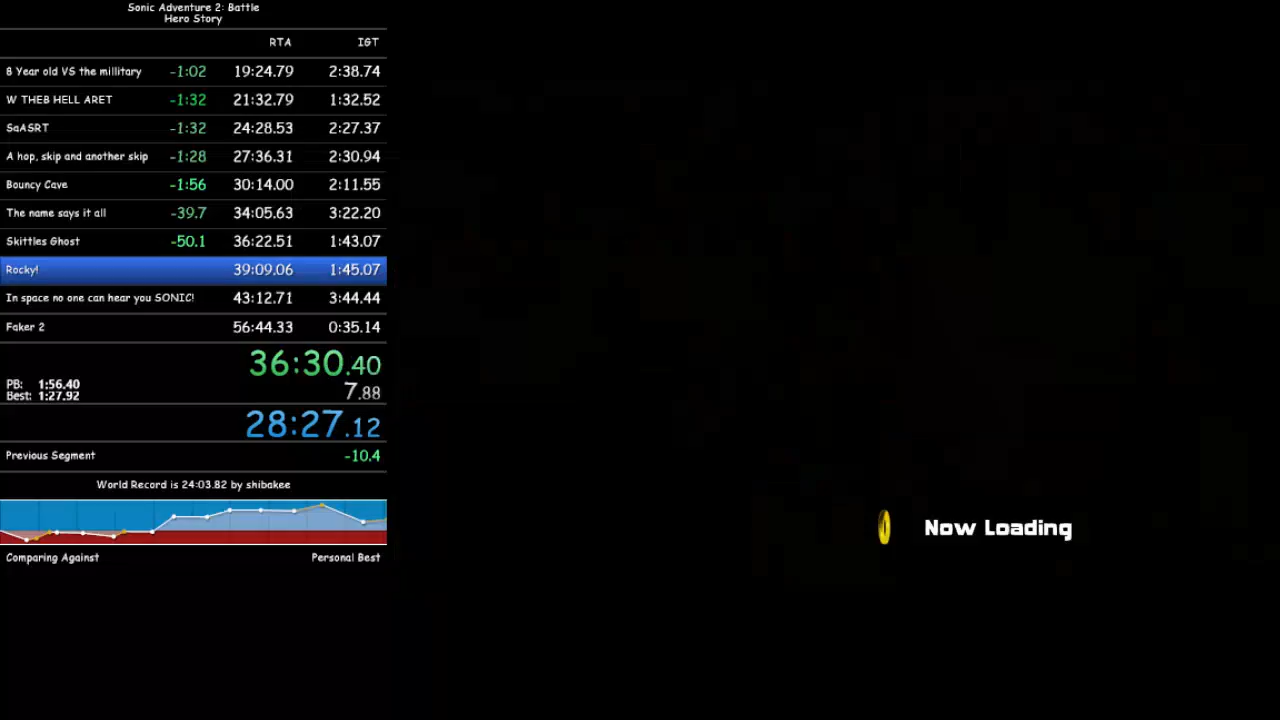 Sonic Adventure 2: Battle
Hero Story
RTA IGT
8 Year old VS the millitary -1:02 19:24.79 2:38.74
W THEB HELL ARET -1:32 21:32.79 1:32.52
SaASRT -1:32 24:28.53 2:27.37
A hop, skip and another skip -1:28 27:36.31 2:30.94
Bouncy Cave -1:56 30:14.00 2:11.55
The name says it all -39.7 34:05.63 3:22.20
Skittles Ghost -50.1 36:22.51 1:43.07
Rocky! 39:09.06 1:45.07
In space no one can hear you SONIC! 43:12.71 3:44.44
Faker 2 56:44.33 0:35.14
36:30.40
PB: 1:56.40 7.88
Best: 1:27.92
28:27.12
Previous Segment -10.4
World Record is 24:03.82 by shibakee
Comparing Against Personal Best
Now Loading